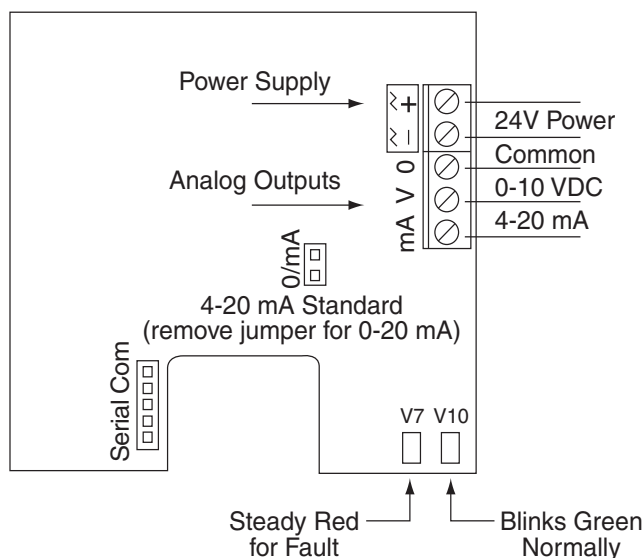 Power Supply
~ +
~ –
24V Power
Common
0-10 VDC
4-20 mA
Analog Outputs
mA V 0
0/mA
4-20 mA Standard
(remove jumper for 0-20 mA)
Serial Com
V7 V10
Steady Red
for Fault
Blinks Green
Normally